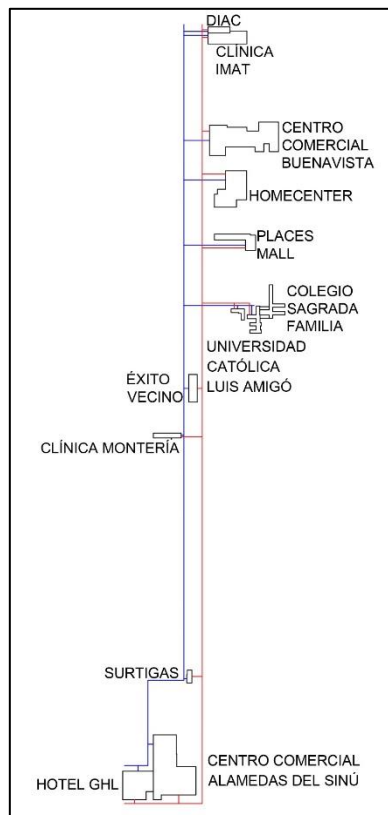 DIAC
CLÍNICA
IMAT
CENTRO
COMERCIAL
BUENAVISTA
HOMECENTER
PLACES
MALL
COLEGIO
SAGRADA
FAMILIA
UNIVERSIDAD
CATÓLICA
LUIS AMIGÓ
ÉXITO
VECINO
CLÍNICA MONTERÍA
SURTIGAS
CENTRO COMERCIAL
ALAMEDAS DEL SINÚ
HOTEL GHL